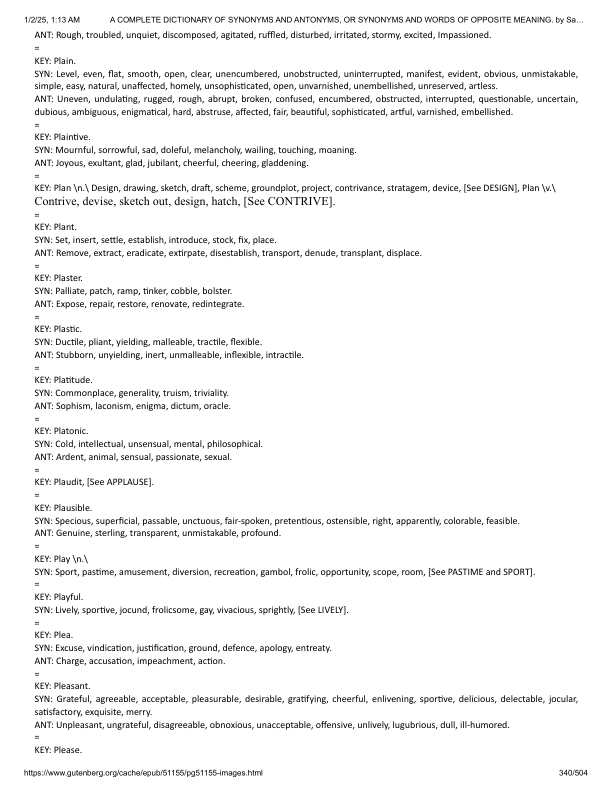 1/2/25, 1:13 AM A COMPLETE DICTIONARY OF SYNONYMS AND ANTONYMS, OR SYNONYMS AND WORDS OF OPPOSITE MEANING. by Sa…
ANT: Rough, troubled, unquiet, discomposed, agitated, ruffled, disturbed, irritated, stormy, excited, Impassioned.
=
KEY: Plain.
SYN: Level, even, flat, smooth, open, clear, unencumbered, unobstructed, uninterrupted, manifest, evident, obvious, unmistakable,
simple, easy, natural, unaffected, homely, unsophisticated, open, unvarnished, unembellished, unreserved, artless.
ANT: Uneven, undulating, rugged, rough, abrupt, broken, confused, encumbered, obstructed, interrupted, questionable, uncertain,
dubious, ambiguous, enigmatical, hard, abstruse, affected, fair, beautiful, sophisticated, artful, varnished, embellished.
=
KEY: Plaintive.
SYN: Mournful, sorrowful, sad, doleful, melancholy, wailing, touching, moaning.
ANT: Joyous, exultant, glad, jubilant, cheerful, cheering, gladdening.
=
KEY: Plan \n.\ Design, drawing, sketch, draft, scheme, groundplot, project, contrivance, stratagem, device, [See DESIGN], Plan \v.\
Contrive, devise, sketch out, design, hatch, [See CONTRIVE].
=
KEY: Plant.
SYN: Set, insert, settle, establish, introduce, stock, fix, place.
ANT: Remove, extract, eradicate, extirpate, disestablish, transport, denude, transplant, displace.
=
KEY: Plaster.
SYN: Palliate, patch, ramp, tinker, cobble, bolster.
ANT: Expose, repair, restore, renovate, redintegrate.
=
KEY: Plastic.
SYN: Ductile, pliant, yielding, malleable, tractile, flexible.
ANT: Stubborn, unyielding, inert, unmalleable, inflexible, intractile.
=
KEY: Platitude.
SYN: Commonplace, generality, truism, triviality.
ANT: Sophism, laconism, enigma, dictum, oracle.
=
KEY: Platonic.
SYN: Cold, intellectual, unsensual, mental, philosophical.
ANT: Ardent, animal, sensual, passionate, sexual.
=
KEY: Plaudit, [See APPLAUSE].
=
KEY: Plausible.
SYN: Specious, superficial, passable, unctuous, fair-spoken, pretentious, ostensible, right, apparently, colorable, feasible.
ANT: Genuine, sterling, transparent, unmistakable, profound.
=
KEY: Play \n.\
SYN: Sport, pastime, amusement, diversion, recreation, gambol, frolic, opportunity, scope, room, [See PASTIME and SPORT].
=
KEY: Playful.
SYN: Lively, sportive, jocund, frolicsome, gay, vivacious, sprightly, [See LIVELY].
=
KEY: Plea.
SYN: Excuse, vindication, justification, ground, defence, apology, entreaty.
ANT: Charge, accusation, impeachment, action.
=
KEY: Pleasant.
SYN: Grateful, agreeable, acceptable, pleasurable, desirable, gratifying, cheerful, enlivening, sportive, delicious, delectable, jocular,
satisfactory, exquisite, merry.
ANT: Unpleasant, ungrateful, disagreeable, obnoxious, unacceptable, offensive, unlively, lugubrious, dull, ill-humored.
=
KEY: Please.
https://www.gutenberg.org/cache/epub/51155/pg51155-images.html 340/504